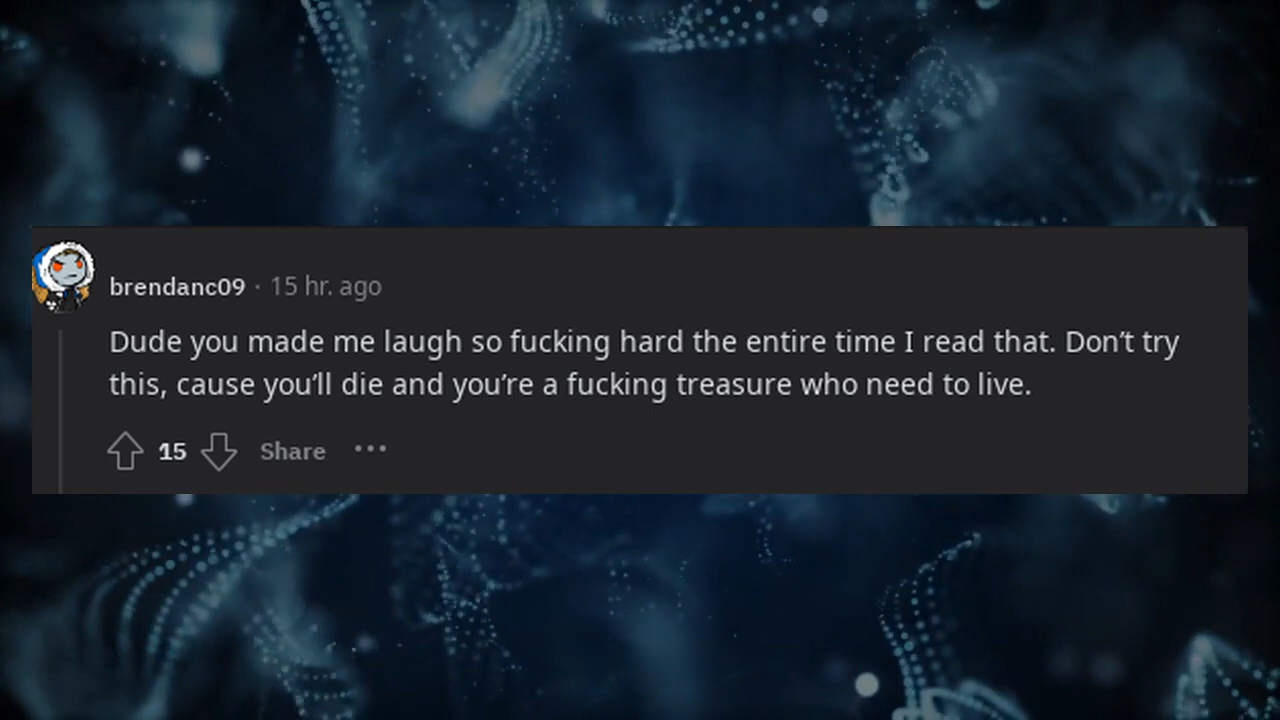 brendanc09 · 15 hr. ago
Dude you made me laugh so fucking hard the entire time I read that. Don’t try
this, cause you’ll die and you’re a fucking treasure who need to live.
15 Share ···